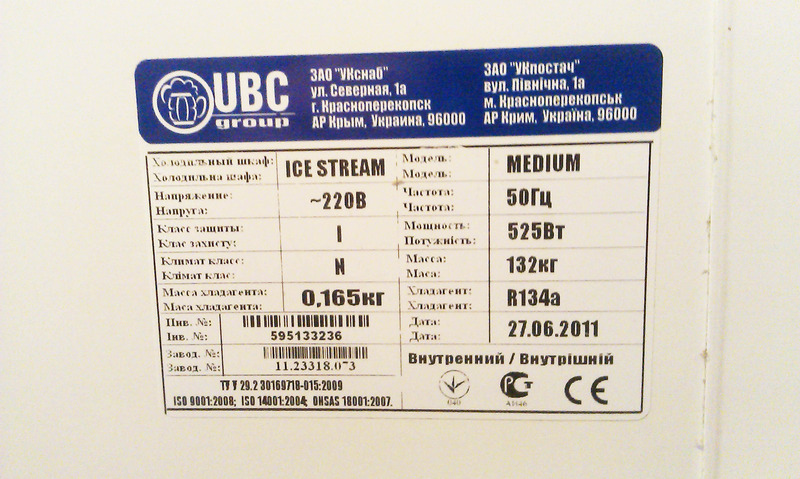 UBC
group
ЗАО "УКснаб"
ул. Северная, 1а
г. Красноперекопск
АР Крым, Украина, 96000
ЗАО "УКпостач"
вул. Північна, 1а
м. Красноперекопськ
АР Крим, Україна, 96000
Холодильный шкаф:
Холодильна шафа:
ICE STREAM
Модель:
Модель:
MEDIUM
Напряжение:
Напруга:
~220В
Частота:
Частота:
50Гц
Класс защиты:
Клас захисту:
I
Мощность:
Потужність:
525Вт
Климат класс:
Клімат клас:
N
Масса:
Маса:
132кг
Масса хладагента:
Маса хладагента:
0,165кг
Хладагент:
Хладагент:
R134a
Инв. №:
Інв. №:
595133236
Дата:
Дата:
27.06.2011
Завод. №:
Завод. №:
11.23318.073
Внутренний / Внутрішній
ТУ У 29.2 30169718-015:2009
ISO 9001:2008; ISO 14001:2004; OHSAS 18001:2007.
040
РСТ
АЯ46
CE